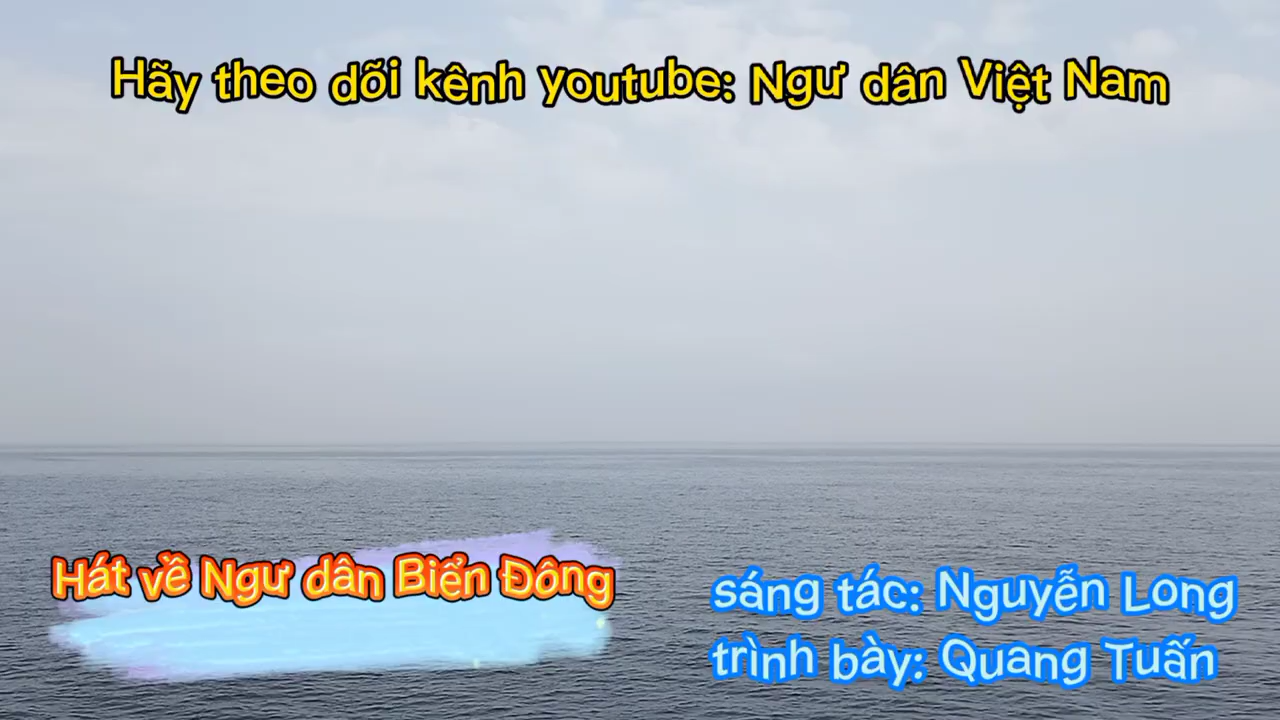 Hãy theo dõi kênh youtube: Ngư dân Việt Nam
Hát về Ngư dân Biển Đông
sáng tác: Nguyễn Long
trình bày: Quang Tuấn